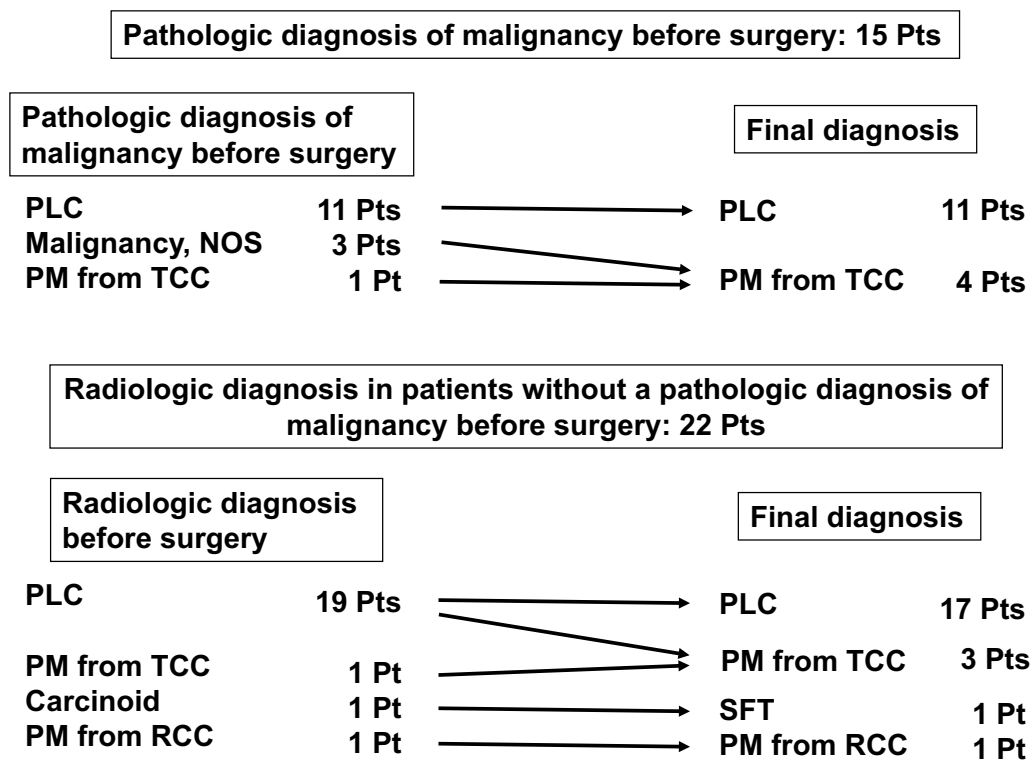 Pathologic diagnosis of malignancy before surgery: 15 Pts
Pathologic diagnosis of
malignancy before surgery
Final diagnosis
PLC 11 Pts PLC 11 Pts
Malignancy, NOS 3 Pts
PM from TCC 1 Pt PM from TCC 4 Pts
Radiologic diagnosis in patients without a pathologic diagnosis of
malignancy before surgery: 22 Pts
Radiologic diagnosis
before surgery
Final diagnosis
PLC 19 Pts PLC 17 Pts
PM from TCC 1 Pt PM from TCC 3 Pts
Carcinoid 1 Pt SFT 1 Pt
PM from RCC 1 Pt PM from RCC 1 Pt